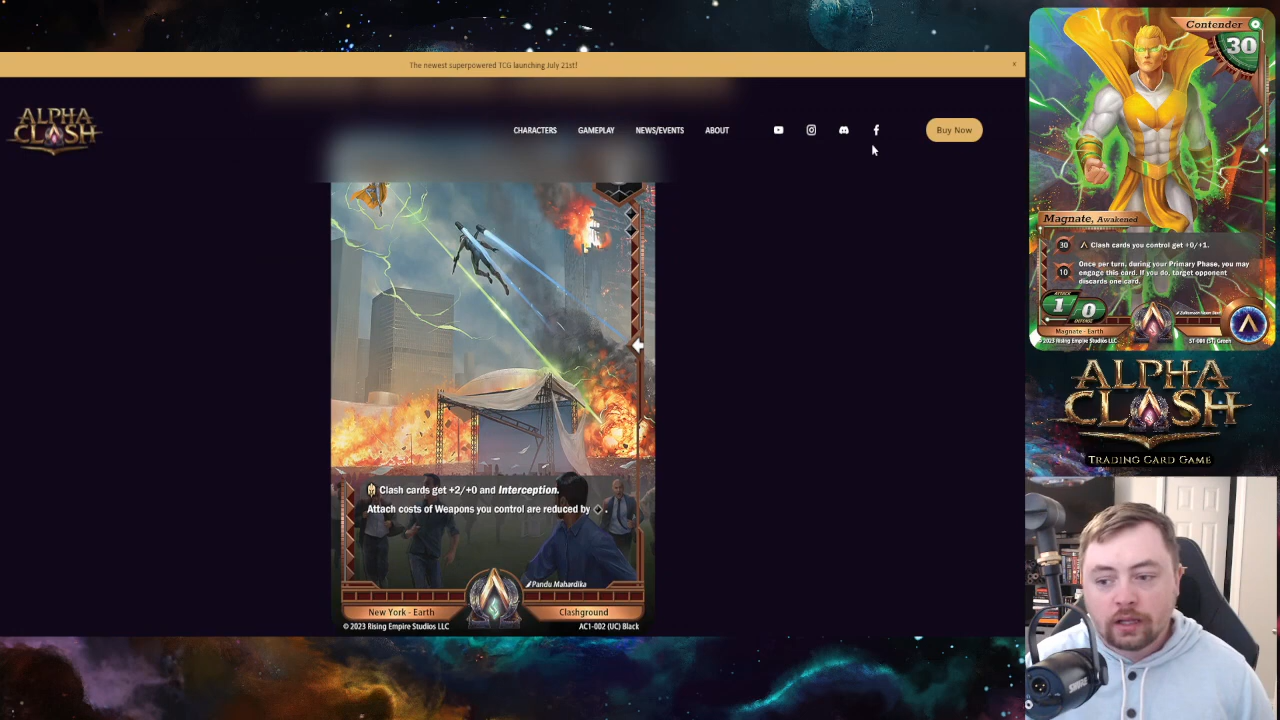 The newest superpowered TCG launching July 21st!
x
ALPHA
CLASH
CHARACTERS
GAMEPLAY
NEWS/EVENTS
ABOUT
Buy Now
Clash cards get +2/+0 and Interception.
Attach costs of Weapons you control are reduced by
Pandu Mahardika
New York - Earth
Clashground
© 2023 Rising Empire Studios LLC
AC1-002 (UC) Black
Contender
30
Magnate, Awakened
30
Clash cards you control get +0/+1.
10
Once per turn, during your Primary Phase, you may
engage this card. If you do, target opponent
discards one card.
ATTACK
1
0
DEFENSE
Magnate - Earth
© 2023 Rising Empire Studios LLC
ALPHA
CLASH
TRADING CARD GAME
SHURE